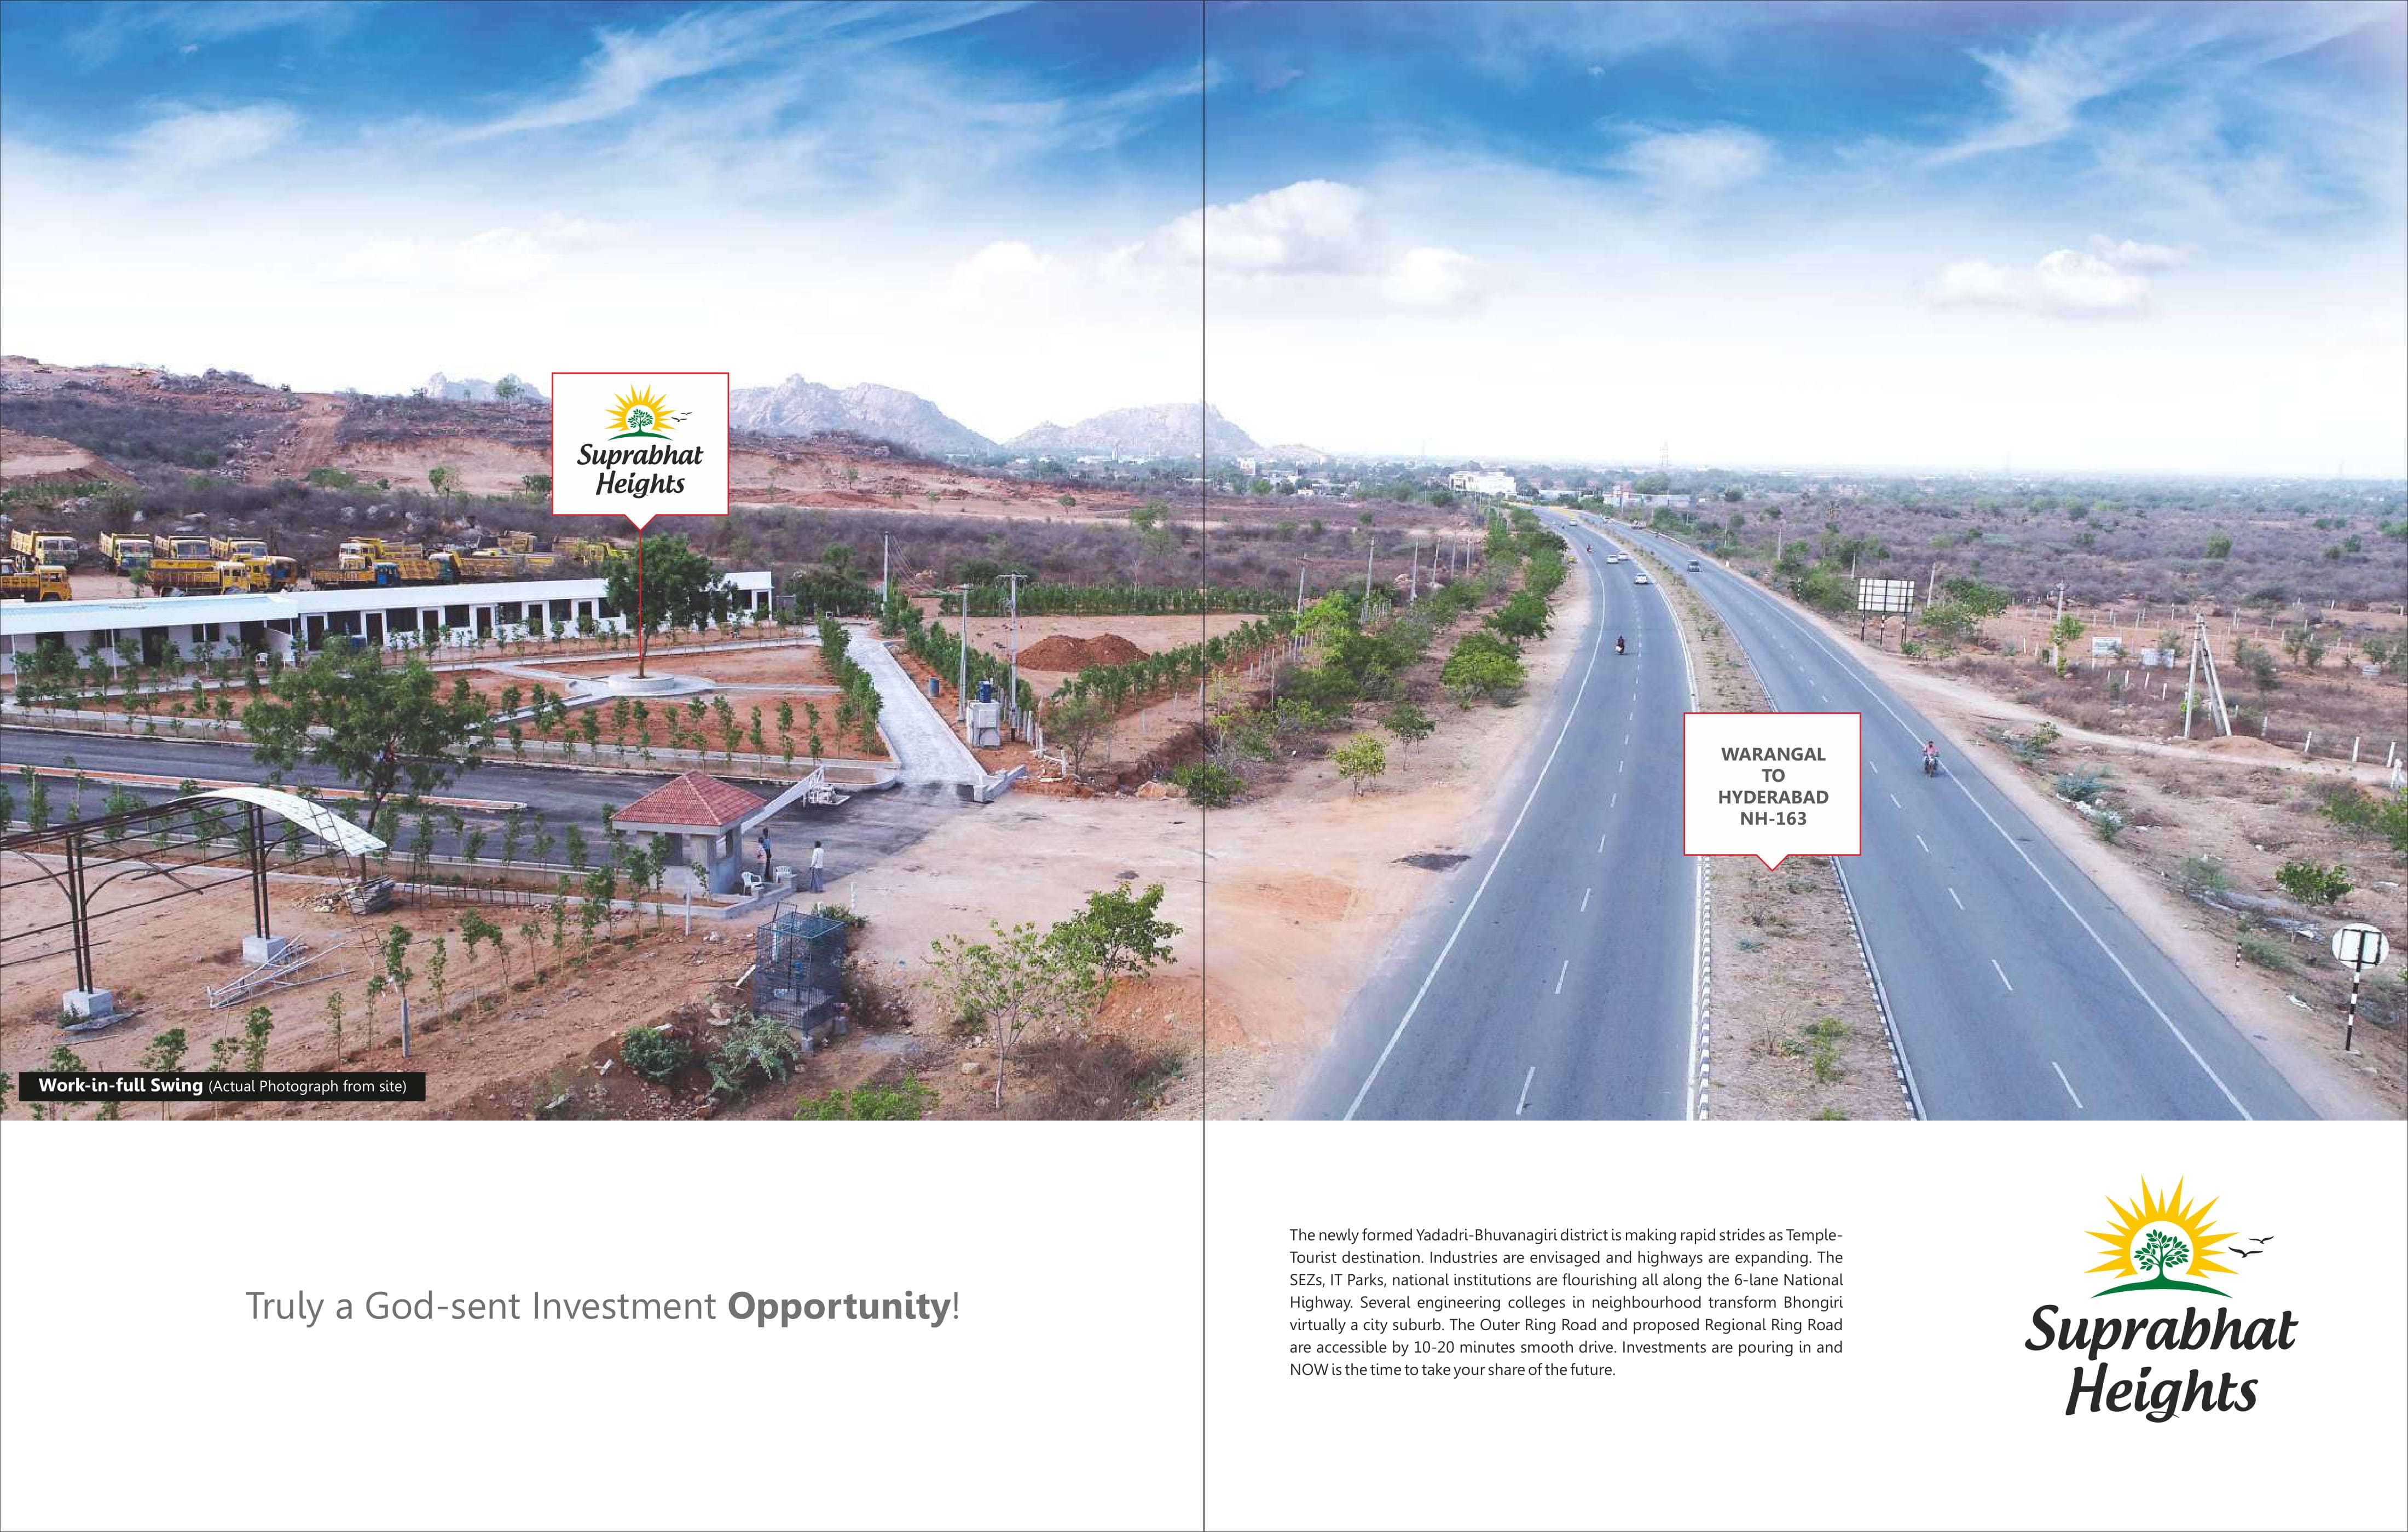 Suprabhat
Heights
WARANGAL
TO
HYDERABAD
NH-163
Work-in-full Swing (Actual Photograph from site)
Truly a God-sent Investment Opportunity!
The newly formed Yadadri-Bhuvanagiri district is making rapid strides as Temple-
Tourist destination. Industries are envisaged and highways are expanding. The
SEZs, IT Parks, national institutions are flourishing all along the 6-lane National
Highway. Several engineering colleges in neighbourhood transform Bhongiri
virtually a city suburb. The Outer Ring Road and proposed Regional Ring Road
are accessible by 10-20 minutes smooth drive. Investments are pouring in and
NOW is the time to take your share of the future.
Suprabhat
Heights